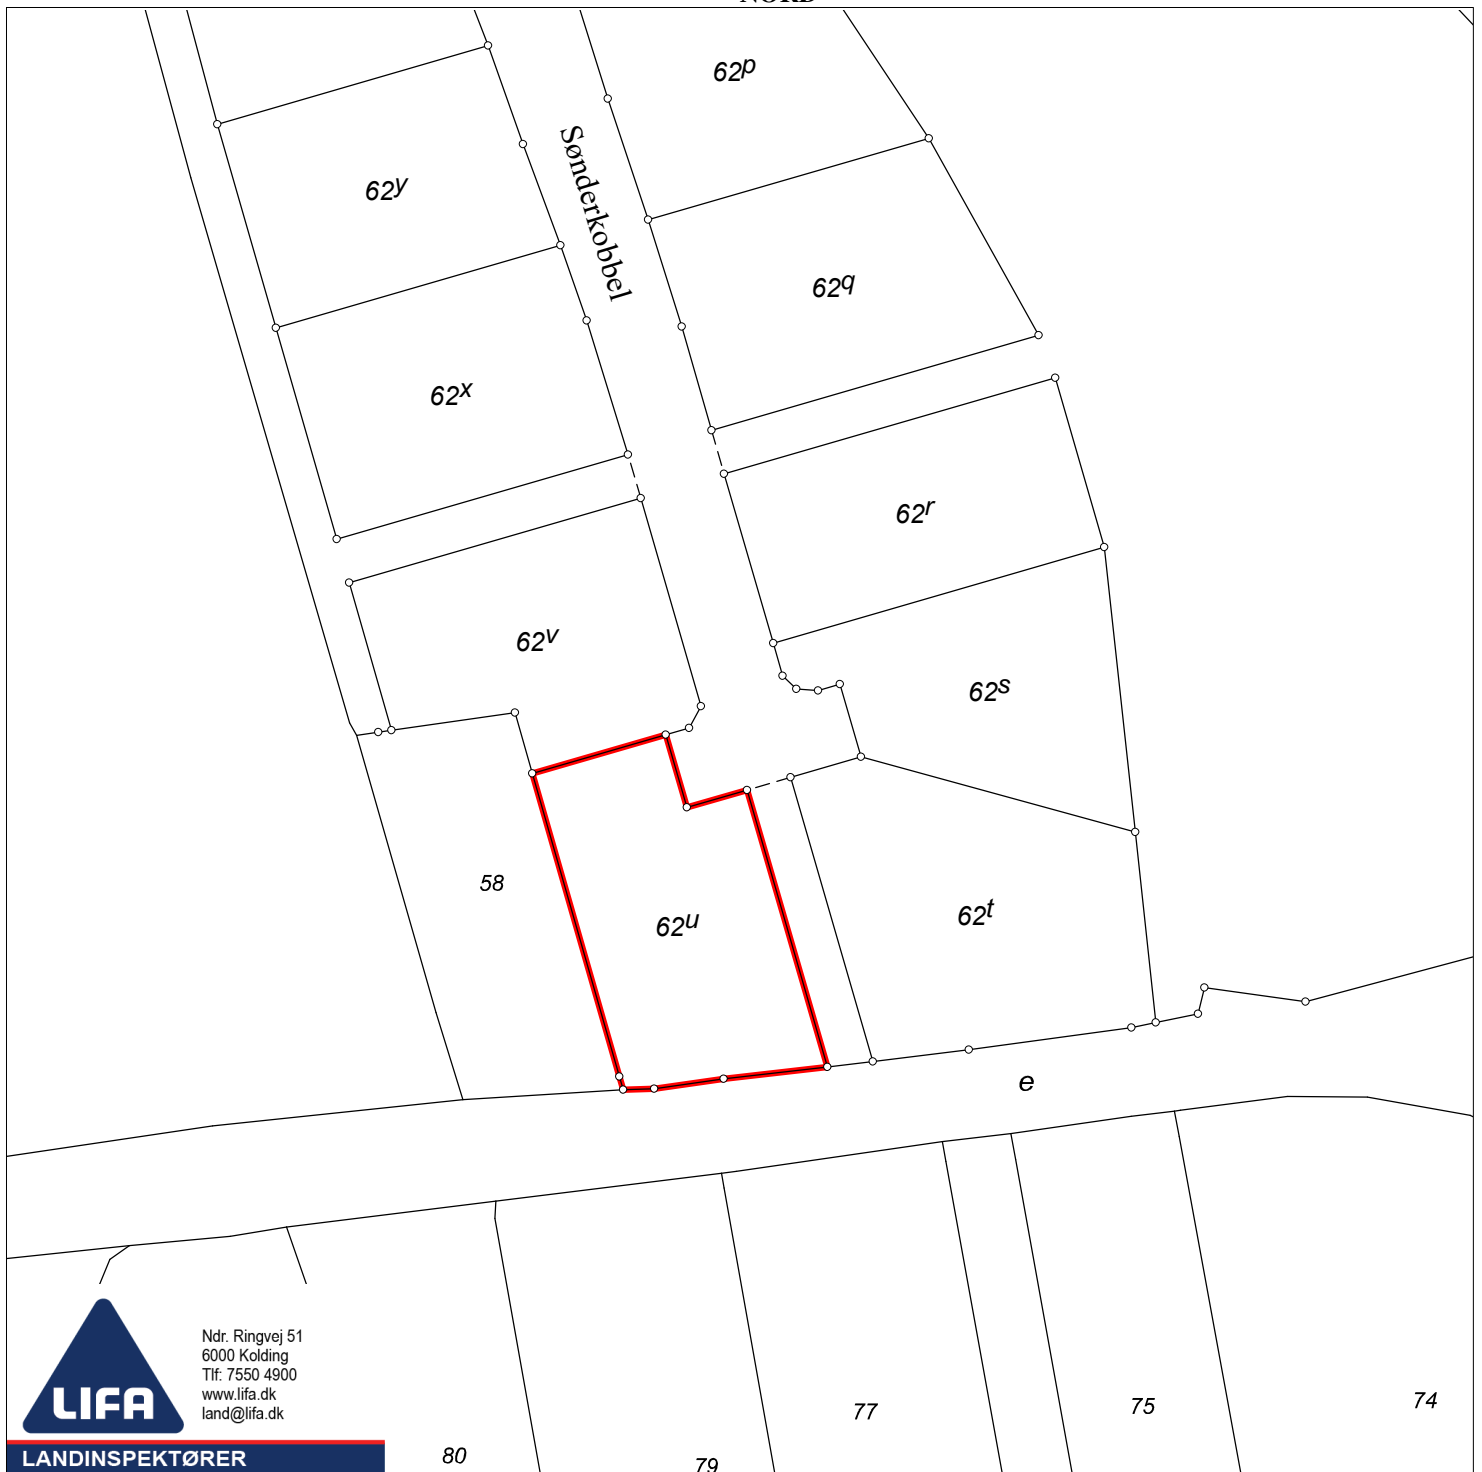 NORD
62p
Sønderkobbel
62y
62q
62x
62r
62v
62s
58
62t
62u
e
Ndr. Ringvej 51
6000 Kolding
Tlf: 7550 4900
www.lifa.dk
land@lifa.dk
LIFA
LANDINSPEKTØRER
74
75
77
80
79